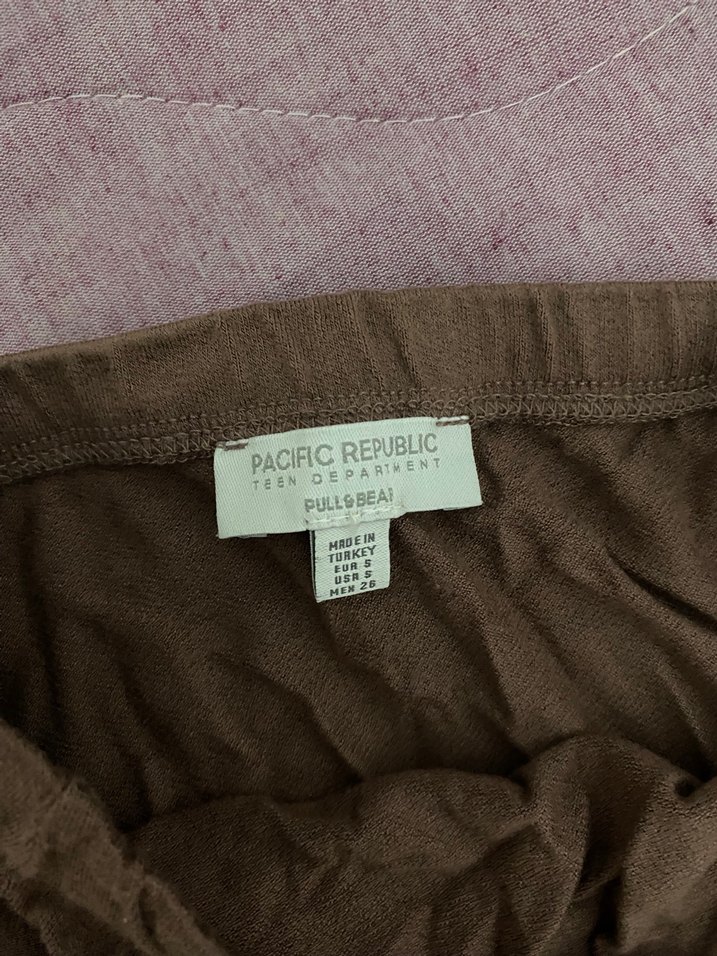 PACIFIC REPUBLIC
TEEN DEPARTMENT
PULL&BEAR
MADE IN
TURKEY
EUR S
USA S
MEX 26